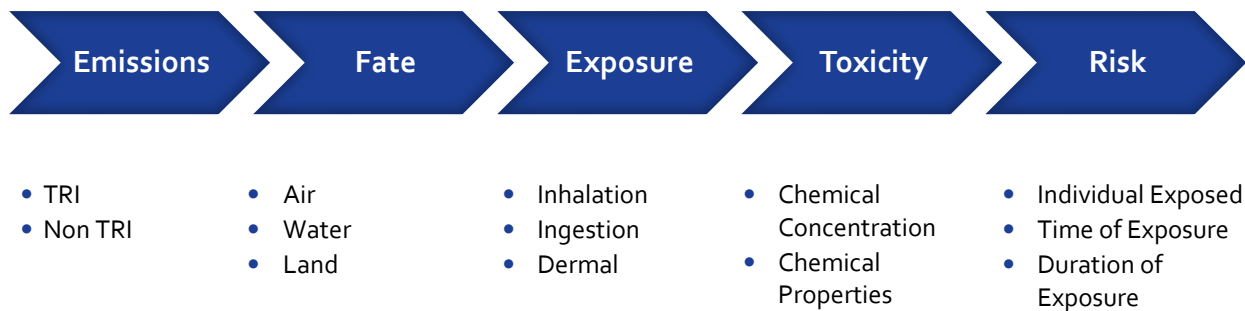 Emissions
Fate
Exposure
Toxicity
Risk
• TRI
• Non TRI
• Air
• Water
• Land
• Inhalation
• Ingestion
• Dermal
• Chemical
Concentration
• Chemical
Properties
• Individual Exposed
• Time of Exposure
• Duration of
Exposure